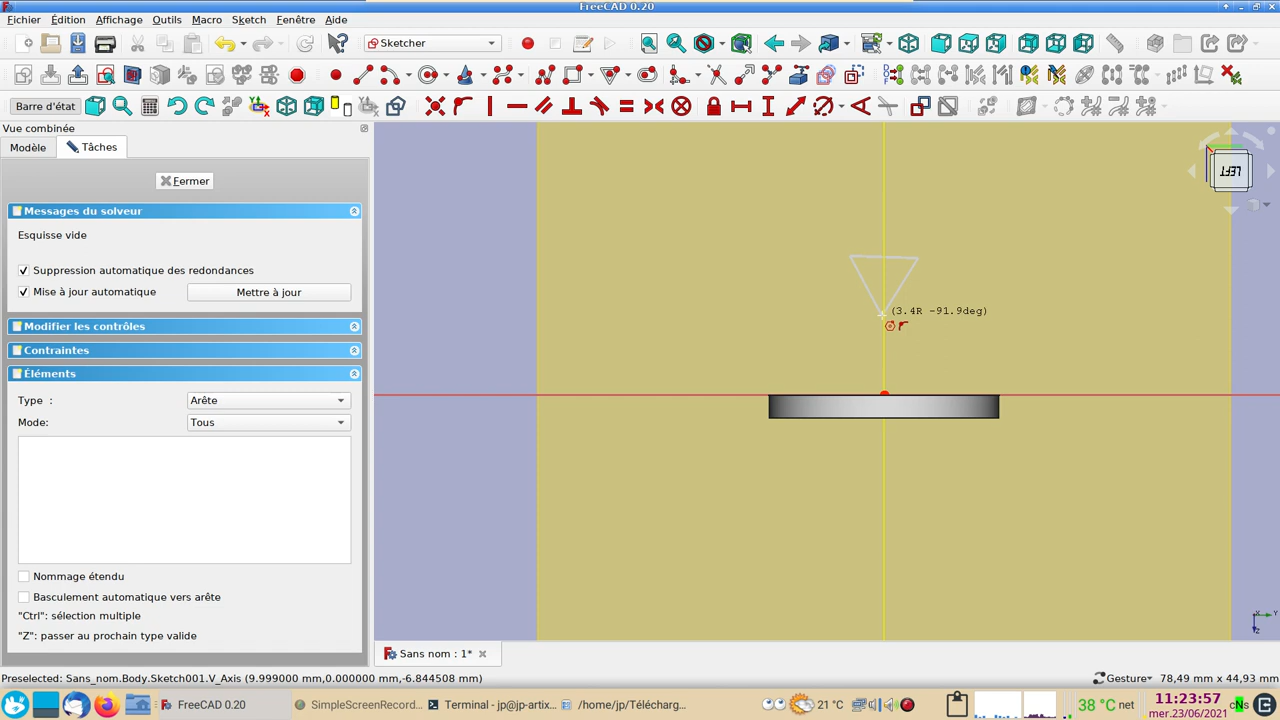 FreeCAD 0.20
Fichier Édition Affichage Outils Macro Sketch Fenêtre Aide
Sketcher
Barre d'état
Vue combinée
Modèle Tâches
Fermer
Messages du solveur
Esquisse vide
Suppression automatique des redondances
Mise à jour automatique Mettre à jour
Modifier les contrôles
Contraintes
Éléments
Type : Arête
Mode: Tous
Nommage étendu
Basculement automatique vers arête
"Ctrl": sélection multiple
"Z": passer au prochain type valide
(3.4R -91.9deg)
LEFT
X Y
Z
Sans nom : 1*
Preselected: Sans_nom.Body.Sketch001.V_Axis (9.999000 mm,0.000000 mm,-6.844508 mm) Gesture 78,49 mm x 44,93 mm
FreeCAD 0.20 SimpleScreenRecord... Terminal - jp@jp-artix... /home/jp/Télécharg... 21 °C 38 °C net 11:23:57 cNs
mer.23/06/2021